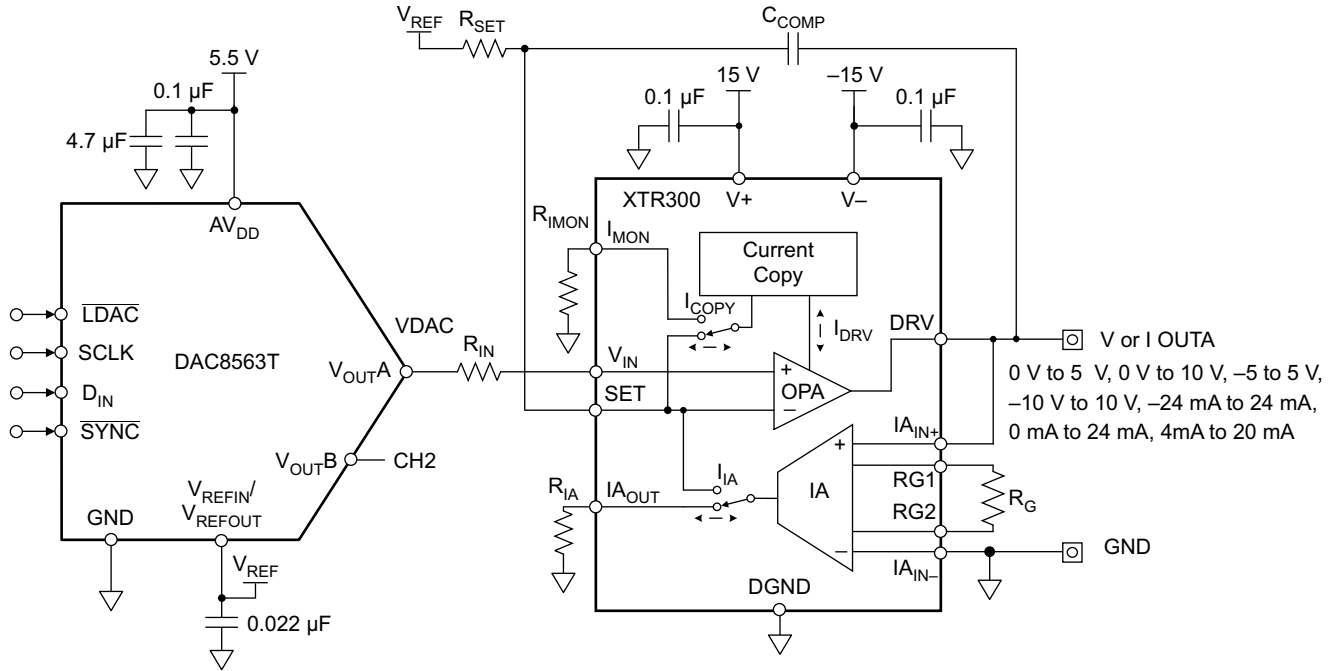 V_REF
R_SET
C_COMP
5.5 V
0.1 µF
4.7 µF
15 V
–15 V
0.1 µF
0.1 µF
AV_DD
XTR300
V+
V–
R_IMON
I_MON
Current
Copy
I_COPY
I_DRV
DRV
LDAC
SCLK
D_IN
SYNC
DAC8563T
VDAC
V_OUTA
R_IN
V_IN
SET
+
–
OPA
V or I OUTA
0 V to 5 V, 0 V to 10 V, –5 to 5 V,
–10 V to 10 V, –24 mA to 24 mA,
0 mA to 24 mA, 4mA to 20 mA
V_OUTB
CH2
V_REFIN/
V_REFOUT
GND
V_REF
0.022 µF
R_IA
IA_OUT
I_IA
+
IA
–
IA_IN+
RG1
RG2
R_G
IA_IN–
GND
DGND